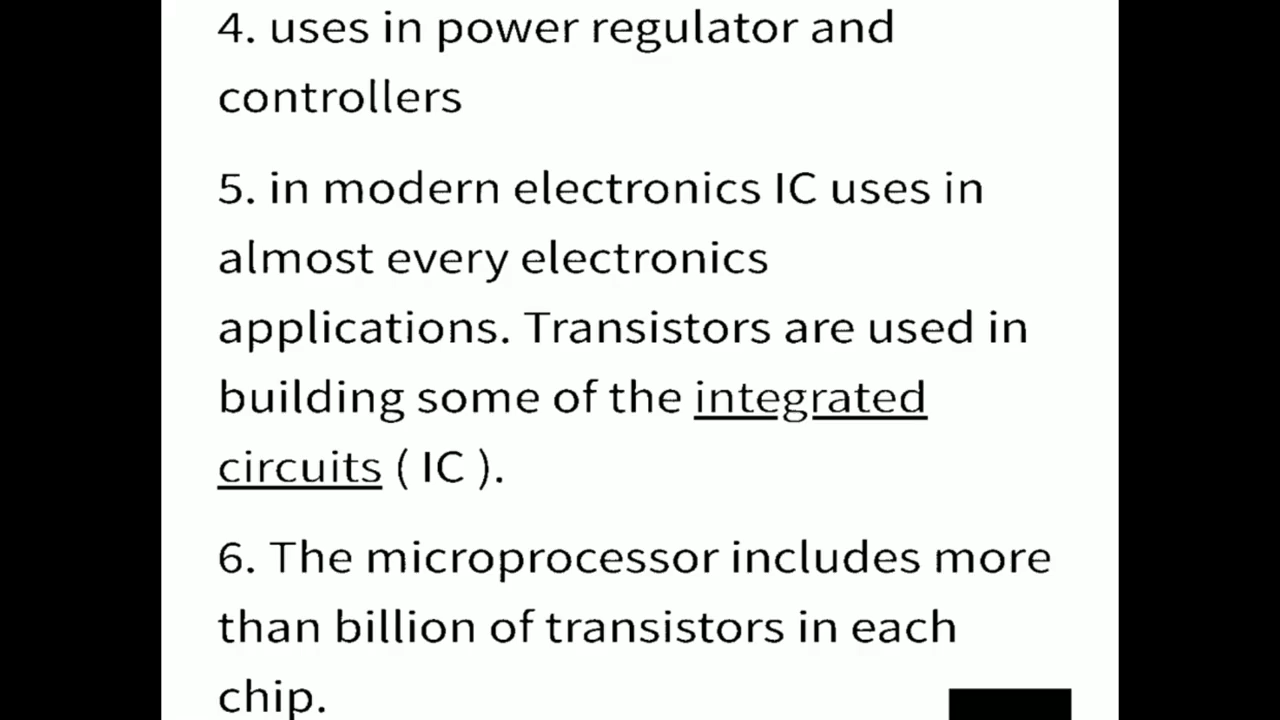 4. uses in power regulator and
controllers
5. in modern electronics IC uses in
almost every electronics
applications. Transistors are used in
building some of the integrated
circuits ( IC ).
6. The microprocessor includes more
than billion of transistors in each
chip.